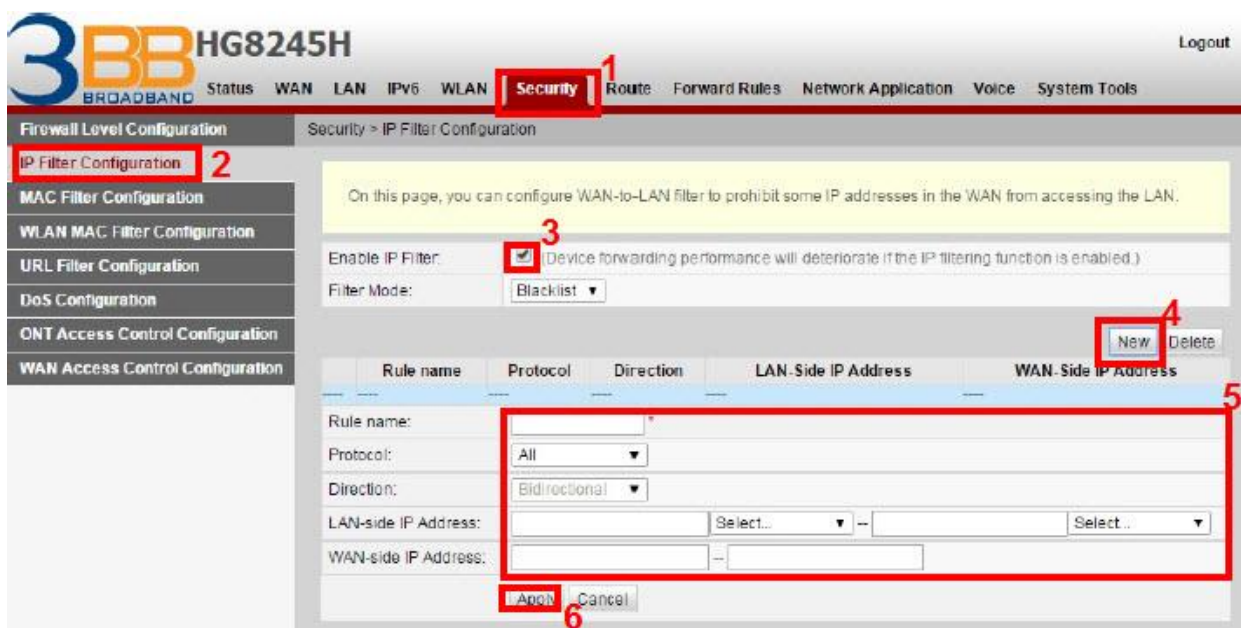 3BB HG8245H
BROADBAND
Logout
Status WAN LAN IPv6 WLAN Security Route Forward Rules Network Application Voice System Tools
1
Firewall Level Configuration
IP Filter Configuration
2
MAC Filter Configuration
WLAN MAC Filter Configuration
URL Filter Configuration
DoS Configuration
ONT Access Control Configuration
WAN Access Control Configuration
Security > IP Filter Configuration
On this page, you can configure WAN-to-LAN filter to prohibit some IP addresses in the WAN from accessing the LAN.
3
Enable IP Filter: (Device forwarding performance will deteriorate if the IP filtering function is enabled.)
Filter Mode: Blacklist
4
New Delete
Rule name Protocol Direction LAN-Side IP Address WAN-Side IP Address
---- ---- ---- ---- ---- ----
5
Rule name: *
Protocol: All
Direction: Bidirectional
LAN-side IP Address: Select... -- Select...
WAN-side IP Address: --
Apply Cancel
6